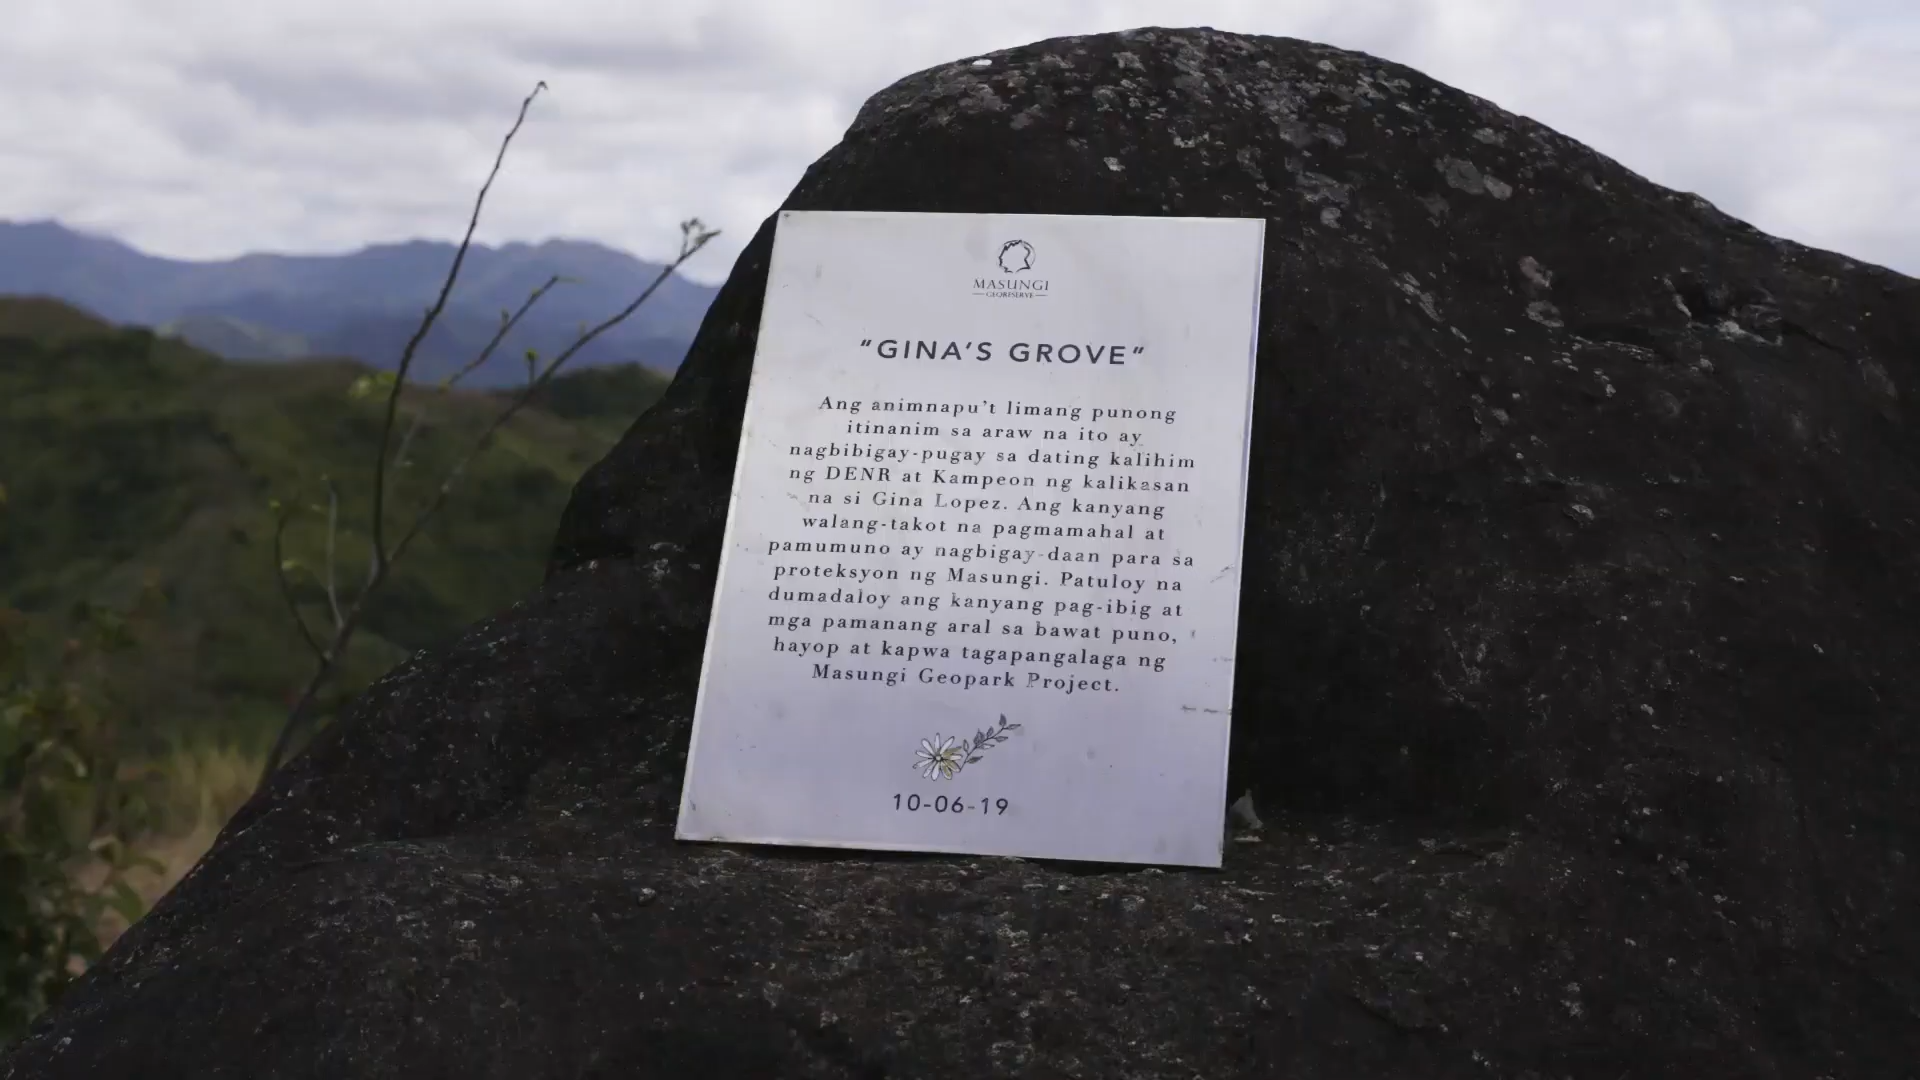 MASUNGI
GEORESERVE
"GINA'S GROVE"
Ang animnapu't limang punong
itinanim sa araw na ito ay
nagbibigay-pugay sa dating kalihim
ng DENR at Kampeon ng kalikasan
na si Gina Lopez. Ang kanyang
walang-takot na pagmamahal at
pamumuno ay nagbigay-daan para sa
proteksyon ng Masungi. Patuloy na
dumadaloy ang kanyang pag-ibig at
mga pamanang aral sa bawat puno,
hayop at kapwa tagapangalaga ng
Masungi Geopark Project.
10-06-19